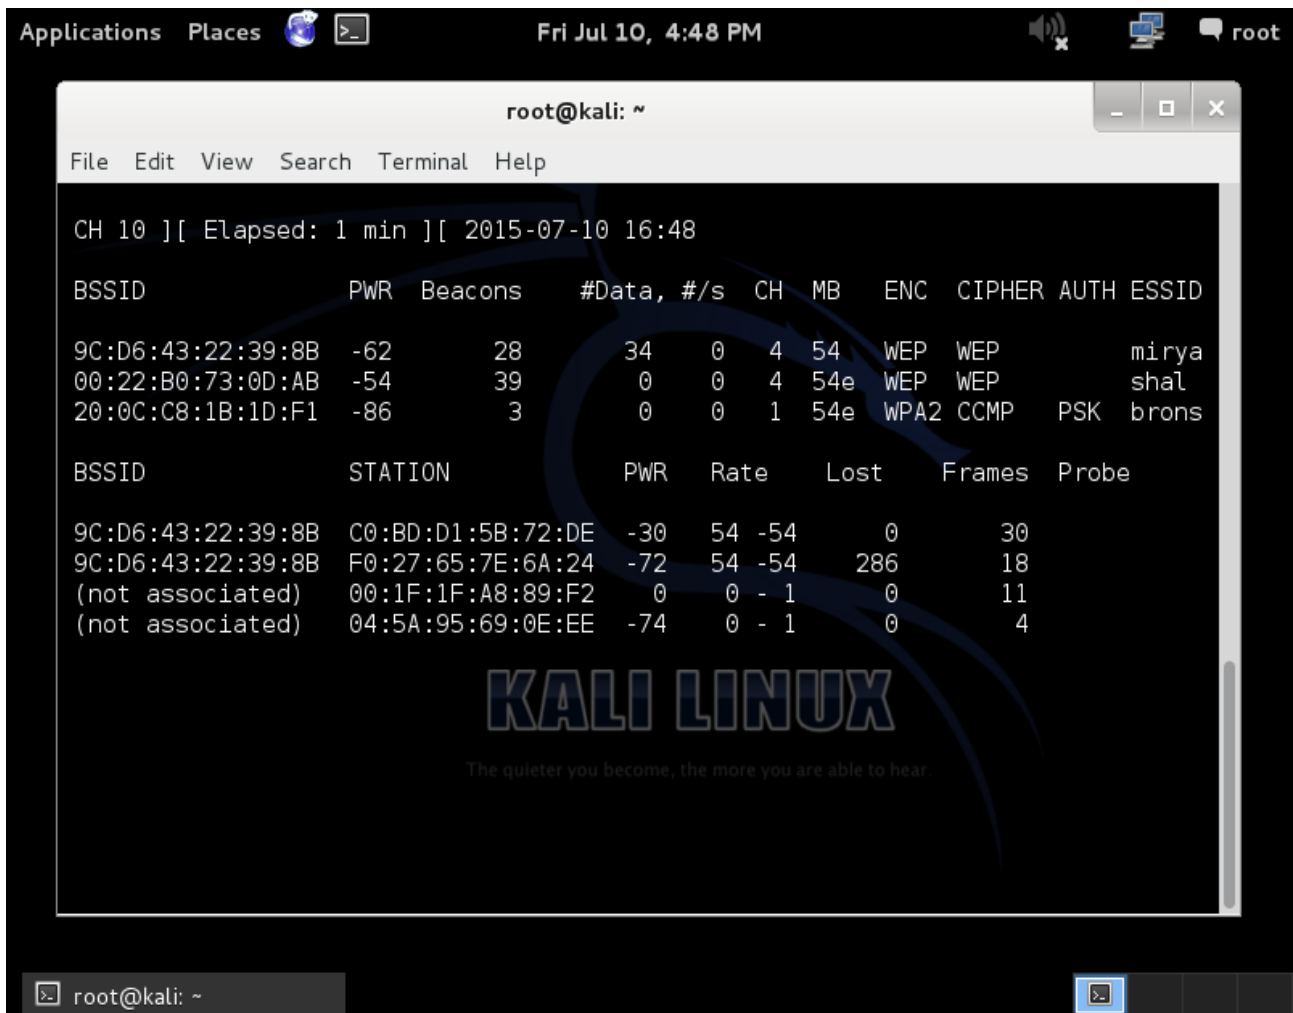 Applications Places Fri Jul 10, 4:48 PM root
root@kali: ~
File Edit View Search Terminal Help
CH 10 ][ Elapsed: 1 min ][ 2015-07-10 16:48
BSSID PWR Beacons #Data, #/s CH MB ENC CIPHER AUTH ESSID
9C:D6:43:22:39:8B -62 28 34 0 4 54 WEP WEP mirya
00:22:B0:73:0D:AB -54 39 0 0 4 54e WEP WEP shal
20:0C:C8:1B:1D:F1 -86 3 0 0 1 54e WPA2 CCMP PSK brons
BSSID STATION PWR Rate Lost Frames Probe
9C:D6:43:22:39:8B C0:BD:D1:5B:72:DE -30 54 -54 0 30
9C:D6:43:22:39:8B F0:27:65:7E:6A:24 -72 54 -54 286 18
(not associated) 00:1F:1F:A8:89:F2 0 0 - 1 0 11
(not associated) 04:5A:95:69:0E:EE -74 0 - 1 0 4
KALI LINUX
The quieter you become, the more you are able to hear.
root@kali: ~